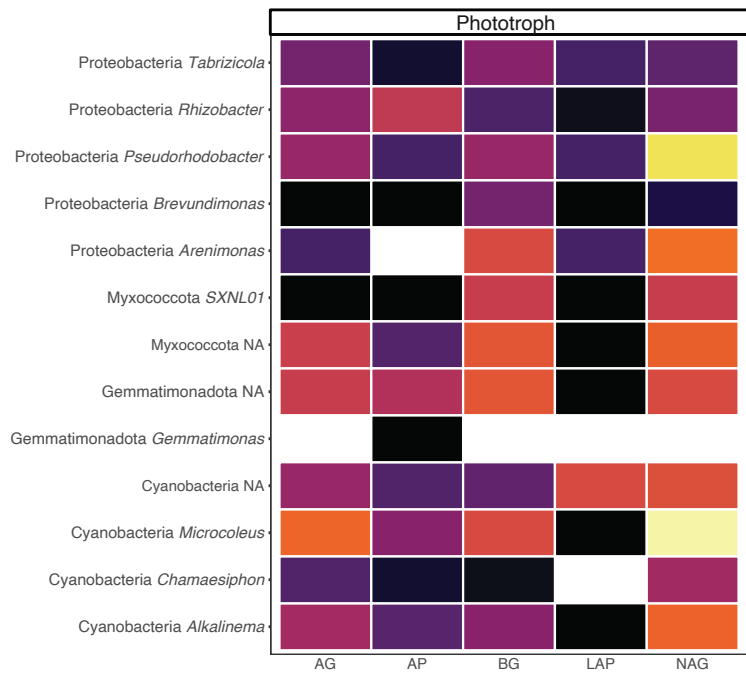 Phototroph
Proteobacteria Tabrizicola
Proteobacteria Rhizobacter
Proteobacteria Pseudorhodobacter
Proteobacteria Brevundimonas
Proteobacteria Arenimonas
Myxococcota SXNL01
Myxococcota NA
Gemmatimonadota NA
Gemmatimonadota Gemmatimonas
Cyanobacteria NA
Cyanobacteria Microcoleus
Cyanobacteria Chamaesiphon
Cyanobacteria Alkalinema
AG AP BG LAP NAG